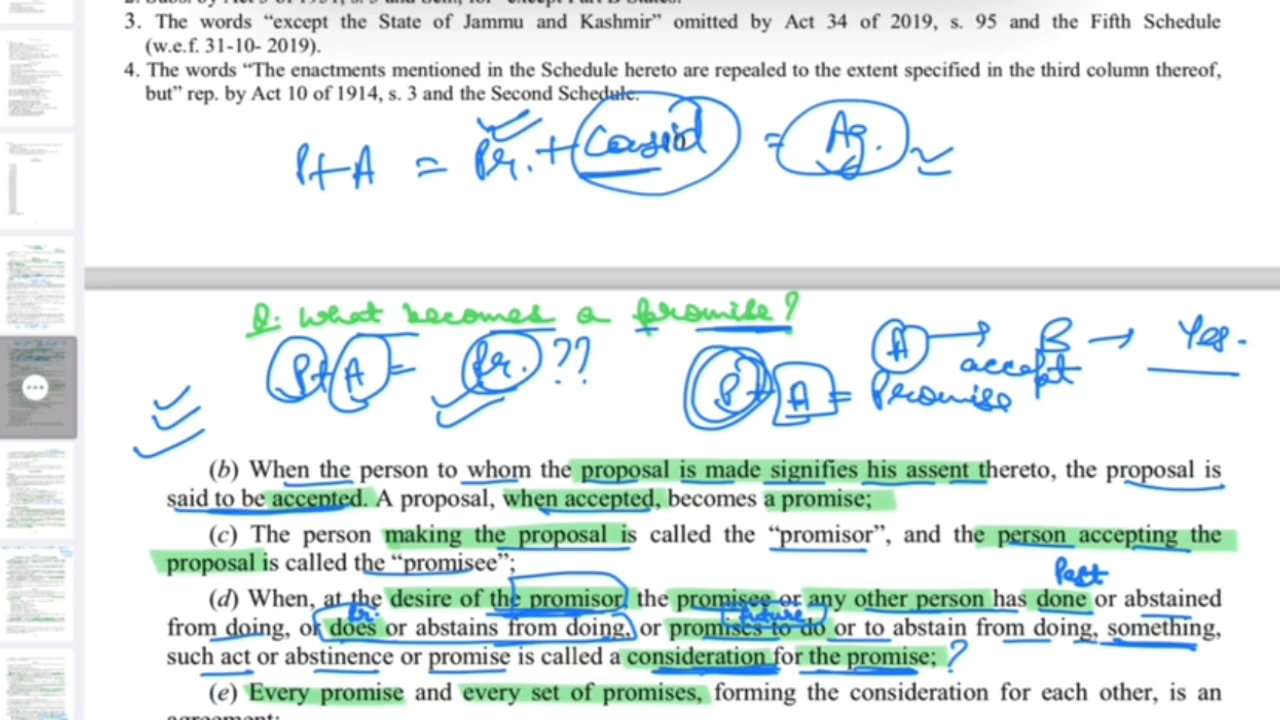 3. The words “except the State of Jammu and Kashmir” omitted by Act 34 of 2019, s. 95 and the Fifth Schedule
(w.e.f. 31-10- 2019).
4. The words “The enactments mentioned in the Schedule hereto are repealed to the extent specified in the third column thereof,
but” rep. by Act 10 of 1914, s. 3 and the Second Schedule.
P+A = Pr. + Consid = Ag.
Q. What becomes a promise?
P+A = Pr. ??
A → B → Yes.
accept
P+A = Promise
(b) When the person to whom the proposal is made signifies his assent thereto, the proposal is
said to be accepted. A proposal, when accepted, becomes a promise;
(c) The person making the proposal is called the “promisor”, and the person accepting the
proposal is called the “promisee”;
Past
(d) When, at the desire of the promisor, the promisee or any other person has done or abstained
Pr. future
from doing, or does or abstains from doing, or promises to do or to abstain from doing, something,
such act or abstinence or promise is called a consideration for the promise; ?
(e) Every promise and every set of promises, forming the consideration for each other, is an
agreement;